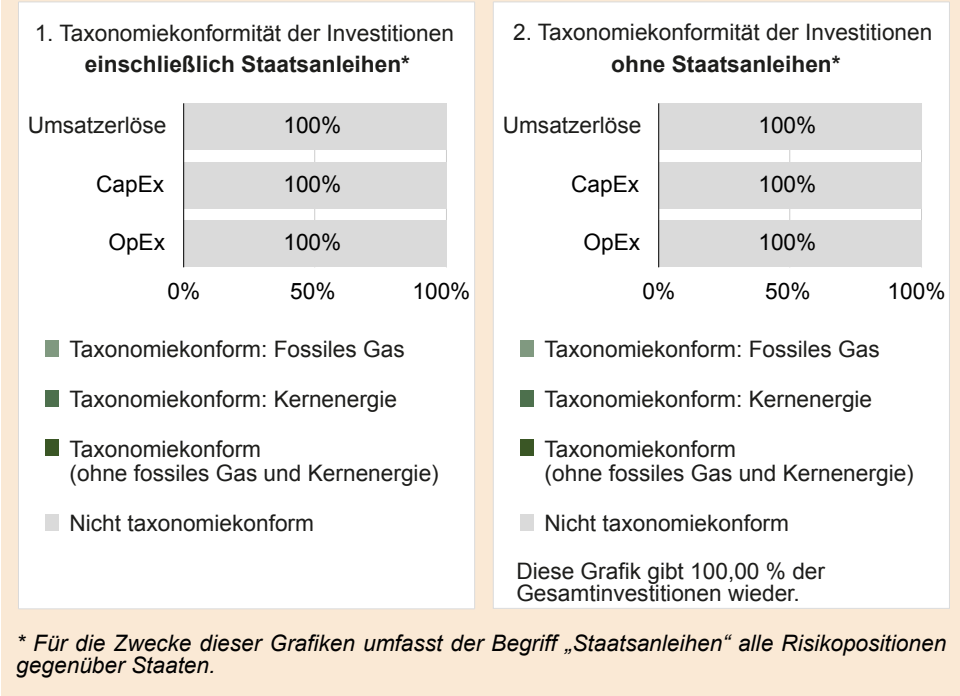 1. Taxonomiekonformität der Investitionen
einschließlich Staatsanleihen*
Umsatzerlöse 100%
CapEx 100%
OpEx 100%
0% 50% 100%
Taxonomiekonform: Fossiles Gas
Taxonomiekonform: Kernenergie
Taxonomiekonform
(ohne fossiles Gas und Kernenergie)
Nicht taxonomiekonform
2. Taxonomiekonformität der Investitionen
ohne Staatsanleihen*
Umsatzerlöse 100%
CapEx 100%
OpEx 100%
0% 50% 100%
Taxonomiekonform: Fossiles Gas
Taxonomiekonform: Kernenergie
Taxonomiekonform
(ohne fossiles Gas und Kernenergie)
Nicht taxonomiekonform
Diese Grafik gibt 100,00 % der
Gesamtinvestitionen wieder.
* Für die Zwecke dieser Grafiken umfasst der Begriff „Staatsanleihen“ alle Risikopositionen
gegenüber Staaten.